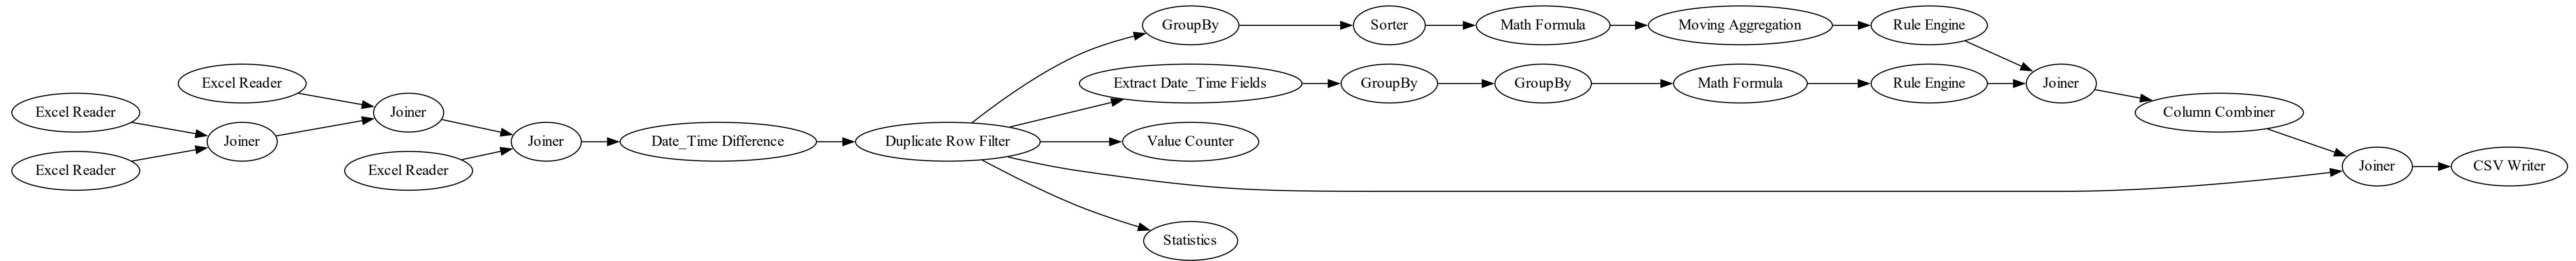 GroupBy
Sorter
Math Formula
Moving Aggregation
Rule Engine
Excel Reader
Extract Date_Time Fields
GroupBy
GroupBy
Math Formula
Rule Engine
Joiner
Excel Reader
Joiner
Column Combiner
Joiner
Joiner
Date_Time Difference
Duplicate Row Filter
Value Counter
Excel Reader
Excel Reader
Joiner
CSV Writer
Statistics